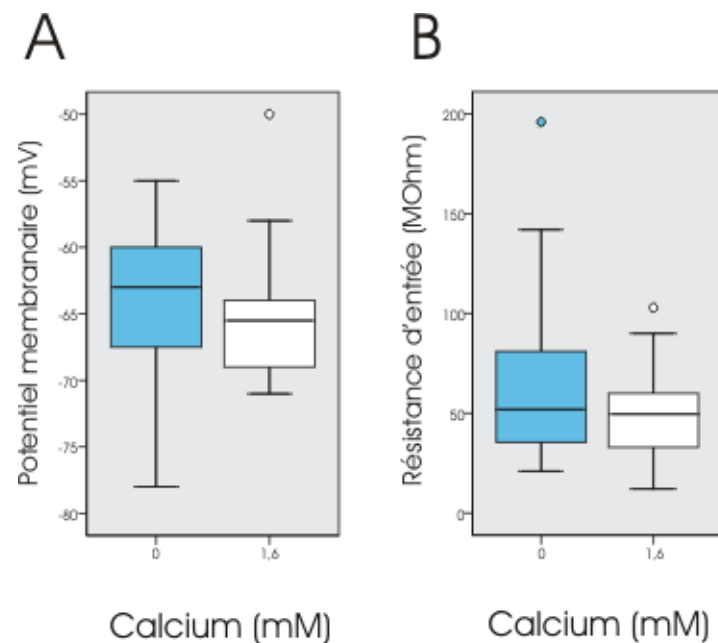 A
B
Potentiel membranaire (mV)
-50
-55
-60
-65
-70
-75
-80
0
1,6
Calcium (mM)
Résistance d'entrée (MOhm)
200
150
100
50
0
0
1,6
Calcium (mM)